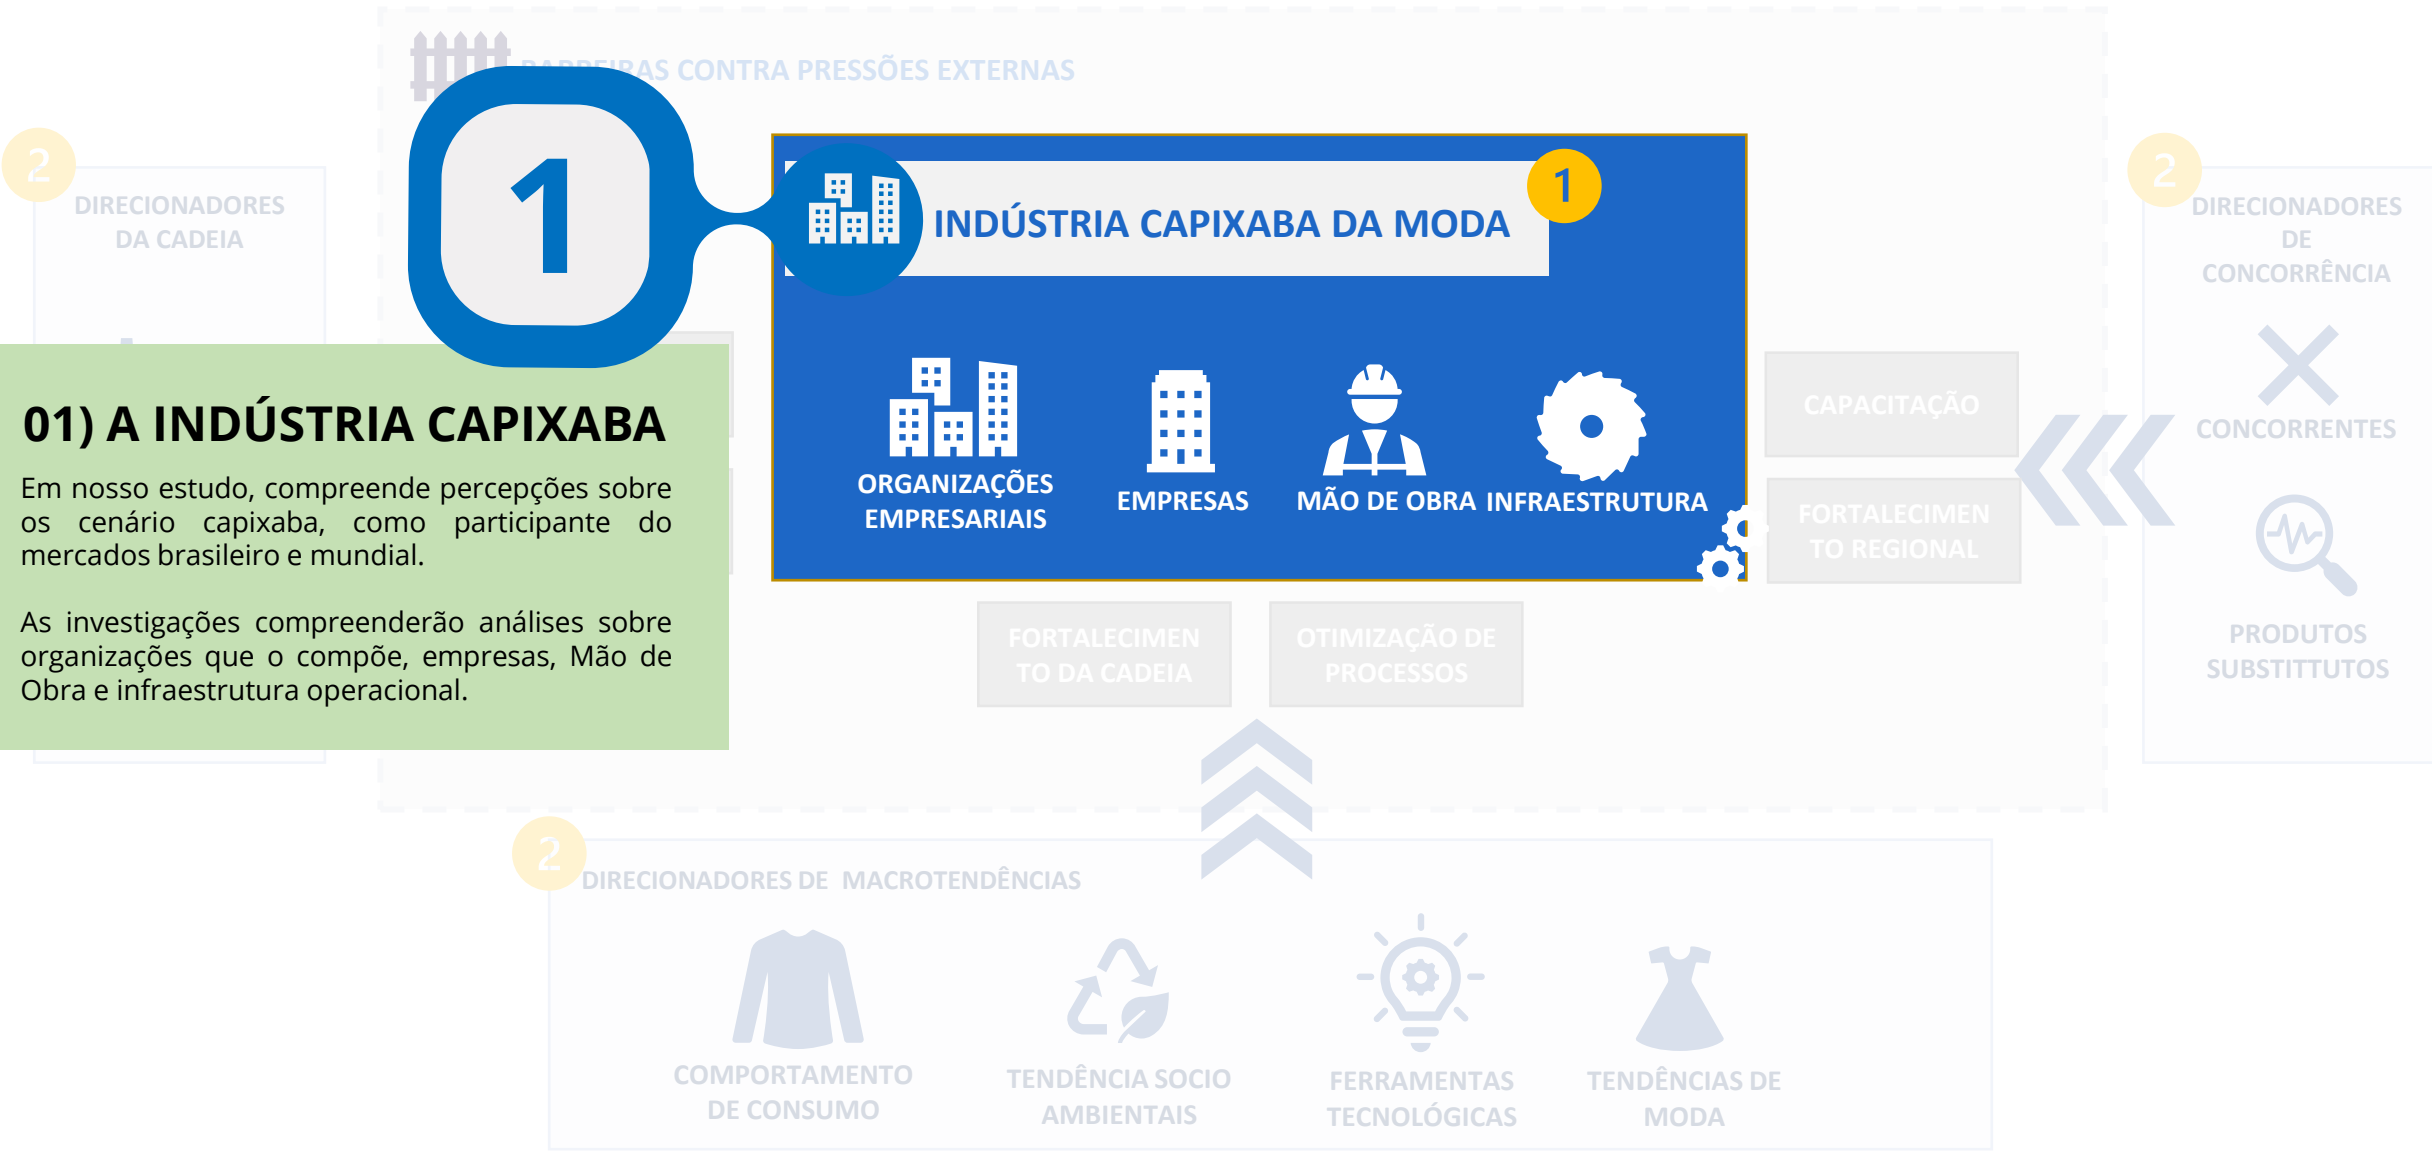 BARREIRAS CONTRA PRESSÕES EXTERNAS
1
INDÚSTRIA CAPIXABA DA MODA
1
ORGANIZAÇÕES
EMPRESARIAIS
EMPRESAS
MÃO DE OBRA
INFRAESTRUTURA
2
DIRECIONADORES
DA CADEIA
01) A INDÚSTRIA CAPIXABA
Em nosso estudo, compreende percepções sobre
os cenário capixaba, como participante do
mercados brasileiro e mundial.
As investigações compreenderão análises sobre
organizações que o compõe, empresas, Mão de
Obra e infraestrutura operacional.
CAPACITAÇÃO
FORTALECIMEN
TO REGIONAL
FORTALECIMEN
TO DA CADEIA
OTIMIZAÇÃO DE
PROCESSOS
2
DIRECIONADORES
DE
CONCORRÊNCIA
CONCORRENTES
PRODUTOS
SUBSTITTUTOS
2
DIRECIONADORES DE MACROTENDÊNCIAS
COMPORTAMENTO
DE CONSUMO
TENDÊNCIA SOCIO
AMBIENTAIS
FERRAMENTAS
TECNOLÓGICAS
TENDÊNCIAS DE
MODA